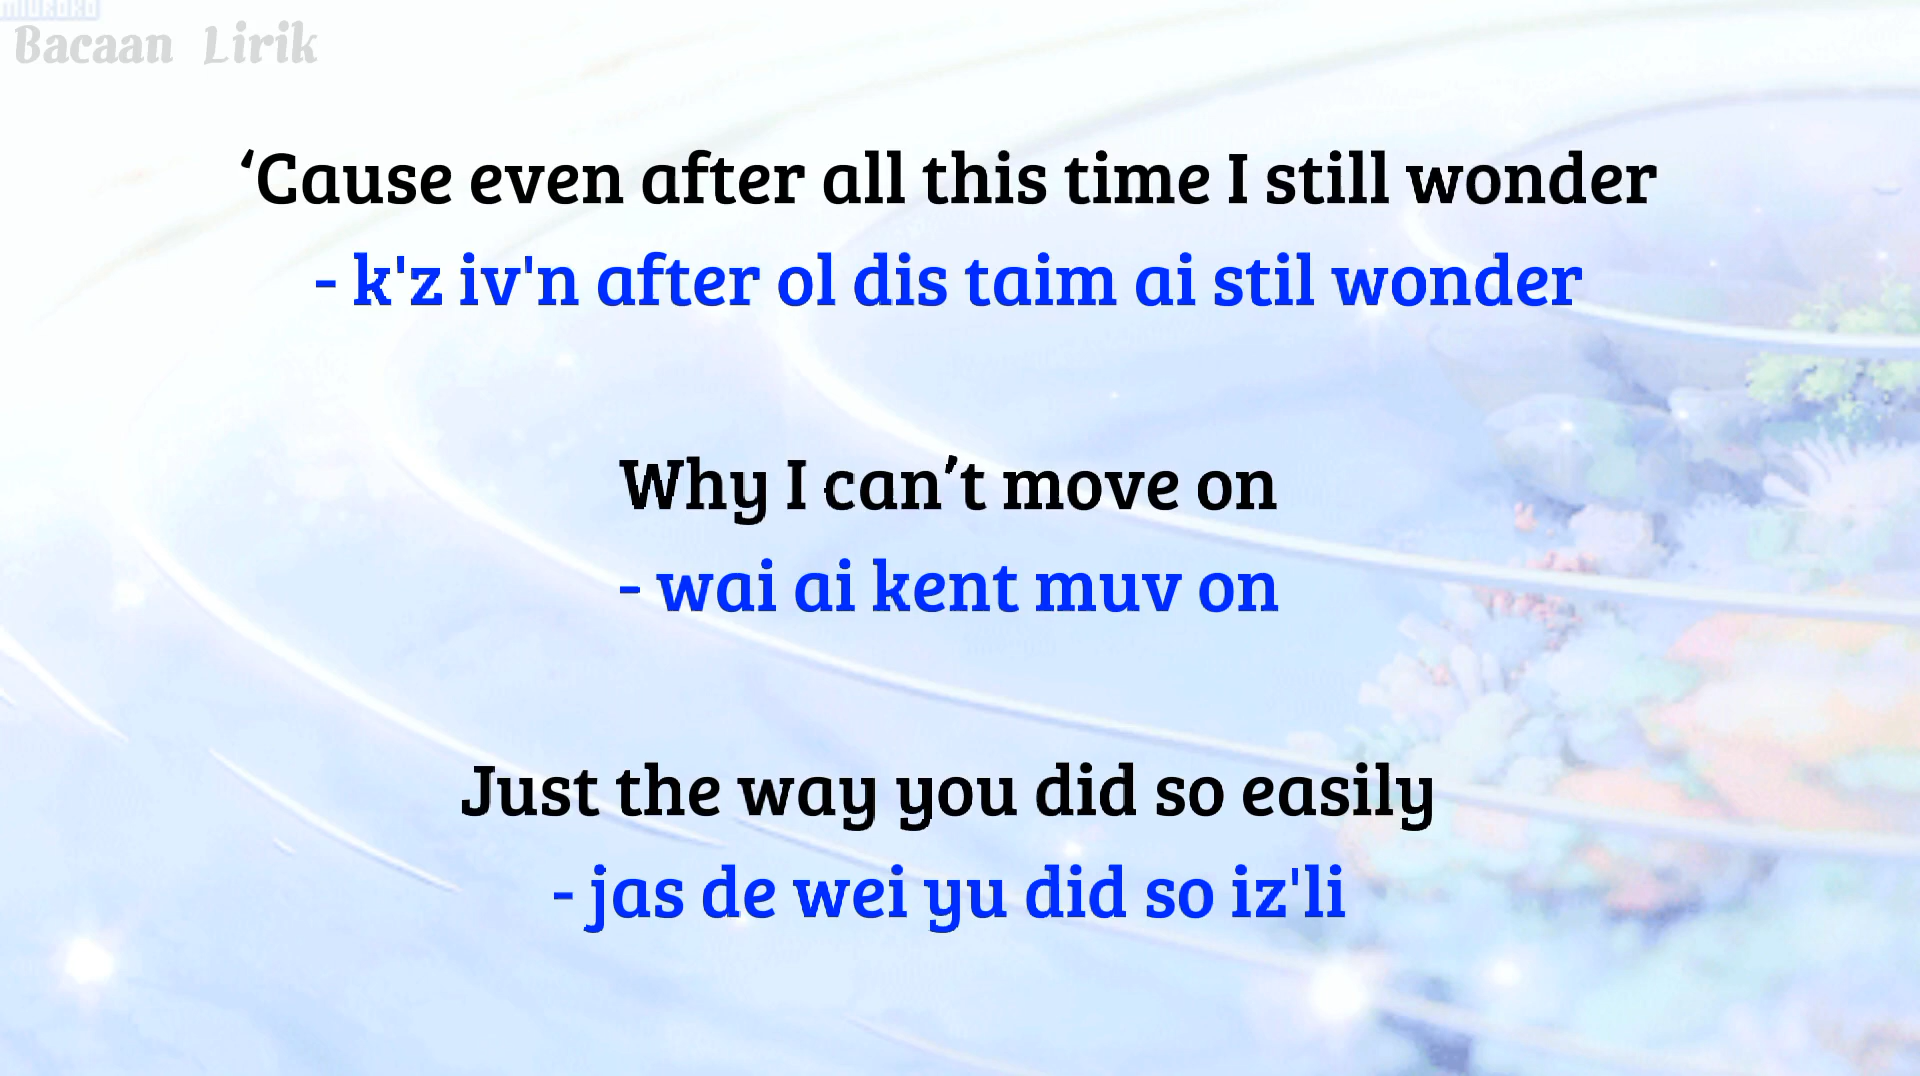 MIUROKO
Bacaan Lirik
‘Cause even after all this time I still wonder
- k'z iv'n after ol dis taim ai stil wonder
Why I can’t move on
- wai ai kent muv on
Just the way you did so easily
- jas de wei yu did so iz'li